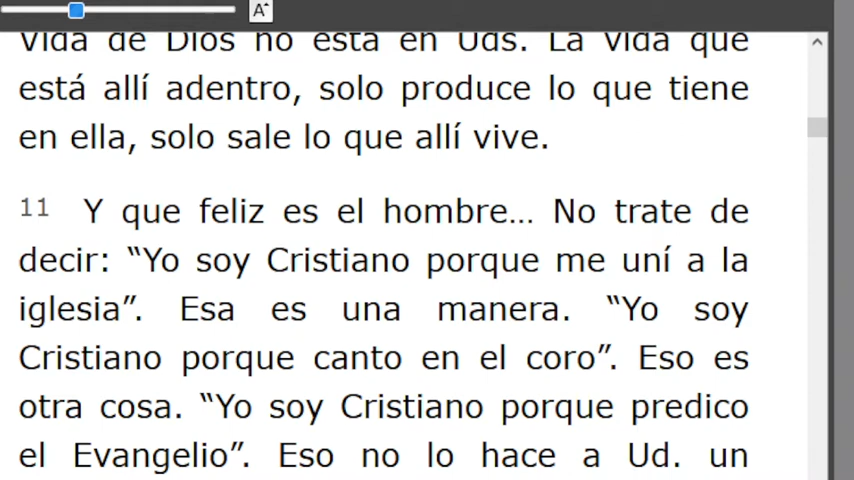 A
Vida de Dios no está en Uds. La vida que
está allí adentro, solo produce lo que tiene
en ella, solo sale lo que allí vive.
11 Y que feliz es el hombre… No trate de
decir: “Yo soy Cristiano porque me uní a la
iglesia”. Esa es una manera. “Yo soy
Cristiano porque canto en el coro”. Eso es
otra cosa. “Yo soy Cristiano porque predico
el Evangelio”. Eso no lo hace a Ud. un